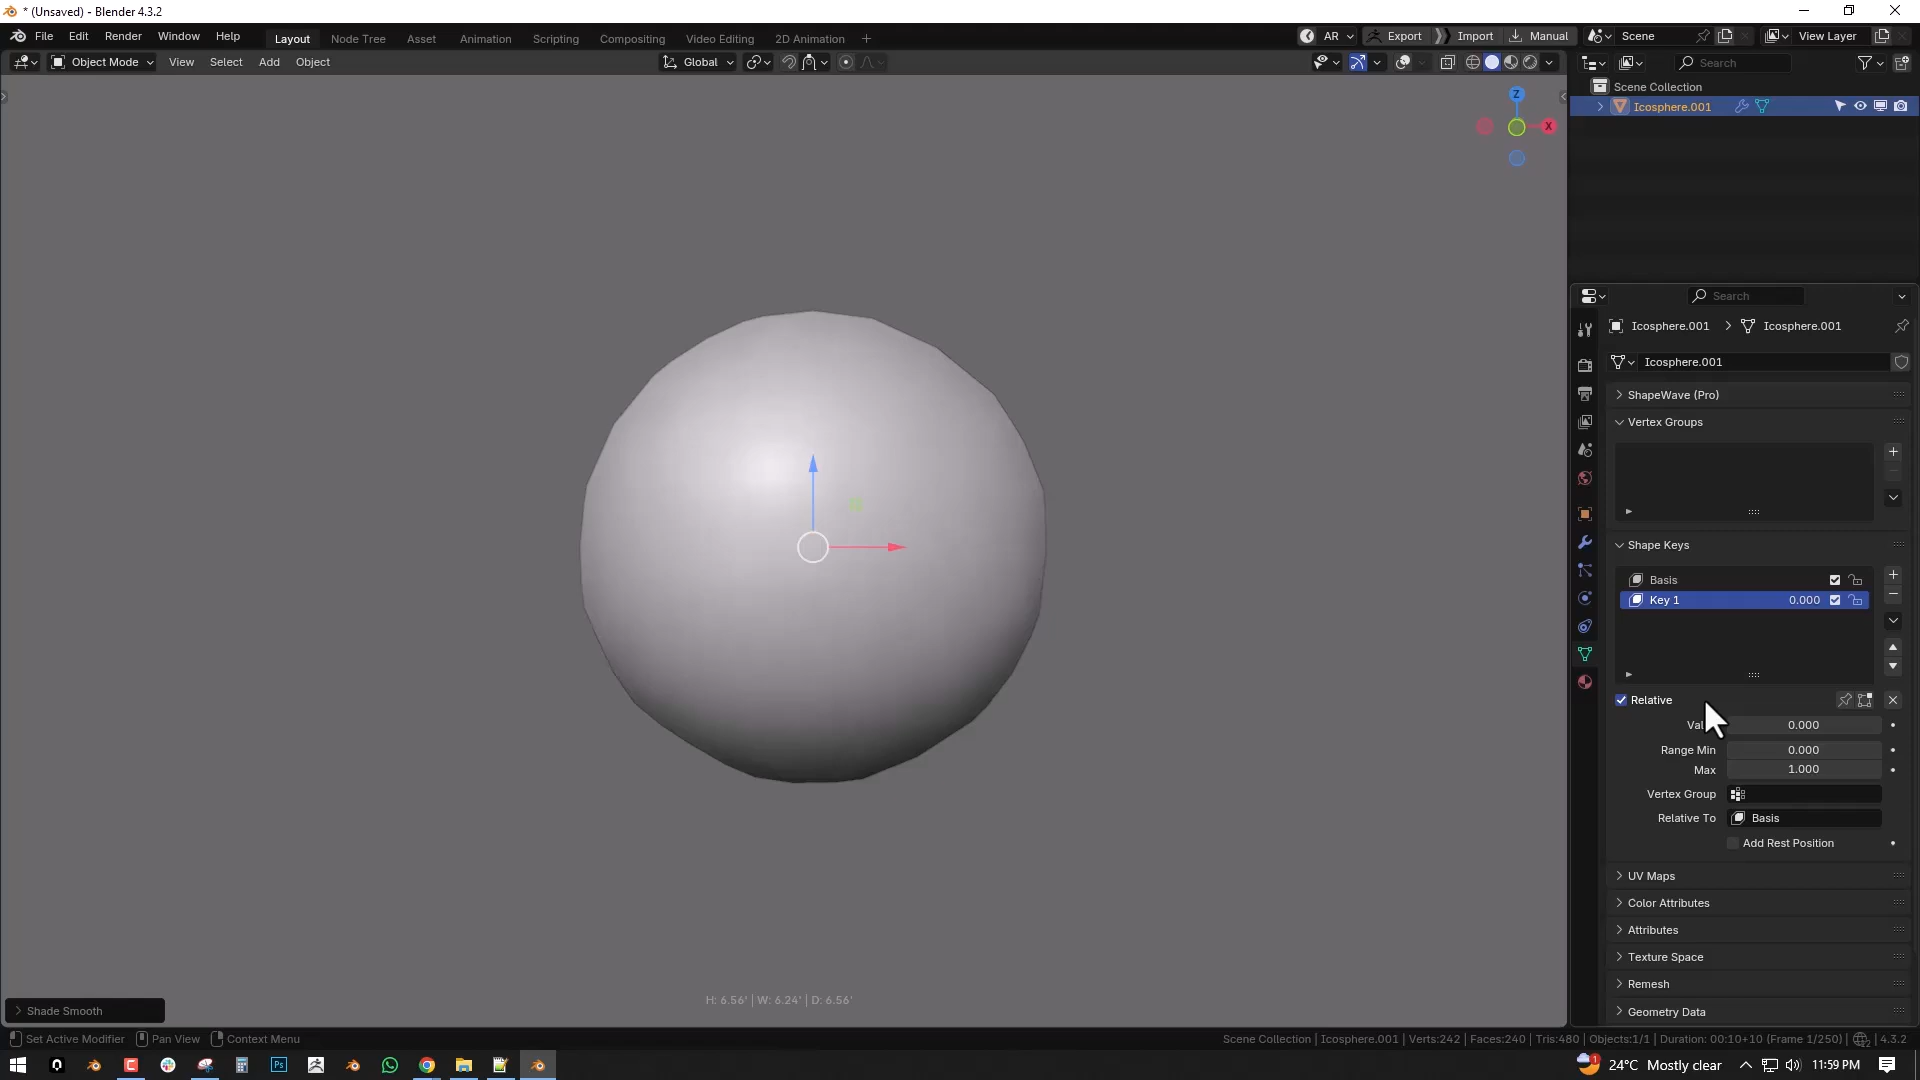 * (Unsaved) - Blender 4.3.2
File Edit Render Window Help Layout Node Tree Asset Animation Scripting Compositing Video Editing 2D Animation + AR Export Import Manual Scene View Layer
Object Mode View Select Add Object Global Search
Scene Collection
Icosphere.001
Z
X
Search
Icosphere.001 > Icosphere.001
Icosphere.001
ShapeWave (Pro)
Vertex Groups
Shape Keys
Basis
Key 1 0.000
Relative
Val 0.000
Range Min 0.000
Max 1.000
Vertex Group
Relative To Basis
Add Rest Position
UV Maps
Color Attributes
Attributes
Texture Space
Remesh
Geometry Data
H: 6.56' | W: 6.24' | D: 6.56'
Shade Smooth
Set Active Modifier Pan View Context Menu Scene Collection | Icosphere.001 | Verts:242 | Faces:240 | Tris:480 | Objects:1/1 | Duration: 00:10+10 (Frame 1/250) | 4.3.2
Ps 1 24°C Mostly clear 11:59 PM